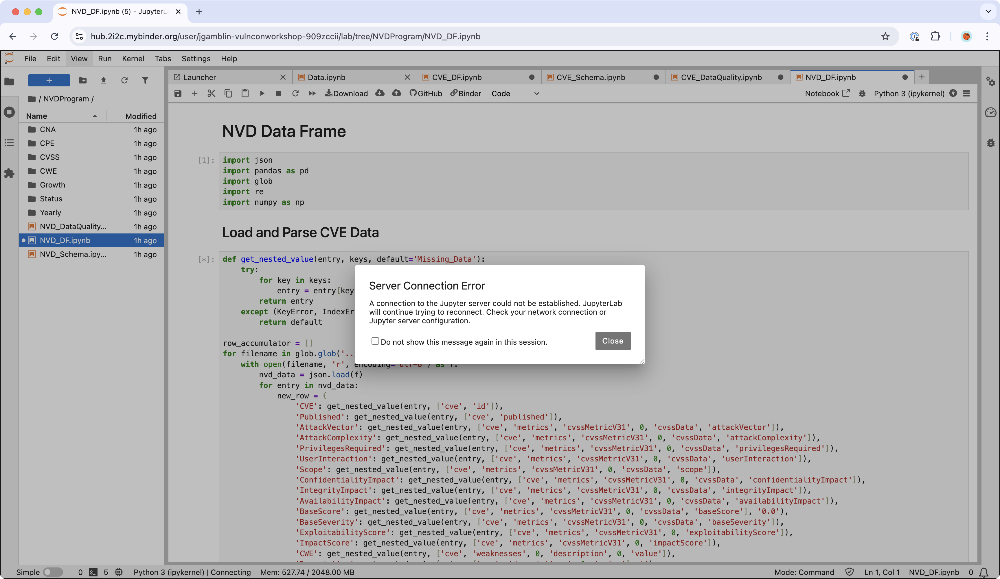 NVD_DF.ipynb (5) - JupyterL
hub.2i2c.mybinder.org/user/jgamblin-vulnconworkshop-909zccii/lab/tree/NVDProgram/NVD_DF.ipynb
File Edit View Run Kernel Tabs Settings Help
Launcher Data.ipynb CVE_DF.ipynb CVE_Schema.ipynb CVE_DataQuality.ipynb NVD_DF.ipynb
Download GitHub Binder Code Notebook Python 3 (ipykernel)
/ NVDProgram /
Name Modified
CNA 1h ago
CPE 1h ago
CVSS 1h ago
CWE 1h ago
Growth 1h ago
Status 1h ago
Yearly 1h ago
NVD_DataQuality... 1h ago
NVD_DF.ipynb 1h ago
NVD_Schema.ipy... 1h ago
NVD Data Frame
[1]: import json
import pandas as pd
import glob
import re
import numpy as np
Load and Parse CVE Data
[*]: def get_nested_value(entry, keys, default='Missing_Data'):
try:
for key in keys:
entry = entry[key
return entry
except (KeyError, IndexEr
return default
row_accumulator = []
for filename in glob.glob('..
with open(filename, 'r', encoding='utf-8') as f:
nvd_data = json.load(f)
for entry in nvd_data:
new_row = {
'CVE': get_nested_value(entry, ['cve', 'id']),
'Published': get_nested_value(entry, ['cve', 'published']),
'AttackVector': get_nested_value(entry, ['cve', 'metrics', 'cvssMetricV31', 0, 'cvssData', 'attackVector']),
'AttackComplexity': get_nested_value(entry, ['cve', 'metrics', 'cvssMetricV31', 0, 'cvssData', 'attackComplexity']),
'PrivilegesRequired': get_nested_value(entry, ['cve', 'metrics', 'cvssMetricV31', 0, 'cvssData', 'privilegesRequired']),
'UserInteraction': get_nested_value(entry, ['cve', 'metrics', 'cvssMetricV31', 0, 'cvssData', 'userInteraction']),
'Scope': get_nested_value(entry, ['cve', 'metrics', 'cvssMetricV31', 0, 'cvssData', 'scope']),
'ConfidentialityImpact': get_nested_value(entry, ['cve', 'metrics', 'cvssMetricV31', 0, 'cvssData', 'confidentialityImpact']),
'IntegrityImpact': get_nested_value(entry, ['cve', 'metrics', 'cvssMetricV31', 0, 'cvssData', 'integrityImpact']),
'AvailabilityImpact': get_nested_value(entry, ['cve', 'metrics', 'cvssMetricV31', 0, 'cvssData', 'availabilityImpact']),
'BaseScore': get_nested_value(entry, ['cve', 'metrics', 'cvssMetricV31', 0, 'cvssData', 'baseScore'], '0.0'),
'BaseSeverity': get_nested_value(entry, ['cve', 'metrics', 'cvssMetricV31', 0, 'cvssData', 'baseSeverity']),
'ExploitabilityScore': get_nested_value(entry, ['cve', 'metrics', 'cvssMetricV31', 0, 'exploitabilityScore']),
'ImpactScore': get_nested_value(entry, ['cve', 'metrics', 'cvssMetricV31', 0, 'impactScore']),
'CWE': get_nested_value(entry, ['cve', 'weaknesses', 0, 'description', 0, 'value']),
Server Connection Error
A connection to the Jupyter server could not be established. JupyterLab
will continue trying to reconnect. Check your network connection or
Jupyter server configuration.
Do not show this message again in this session. Close
Simple 0 $_ 5 Python 3 (ipykernel) | Connecting Mem: 527.74 / 2048.00 MB Mode: Command Ln 1, Col 1 NVD_DF.ipynb 0